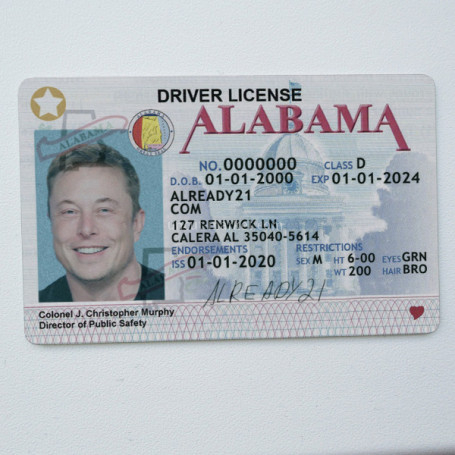 DRIVER LICENSE
ALABAMA
NO. 0000000 CLASS D
D.O.B. 01-01-2000 EXP 01-01-2024
ALREADY21
COM
127 RENWICK LN
CALERA AL 35040-5614
ENDORSEMENTS RESTRICTIONS
ISS 01-01-2020 SEX M HT 6-00 EYES GRN
WT 200 HAIR BRO
ALREADY21
Colonel J. Christopher Murphy
Director of Public Safety